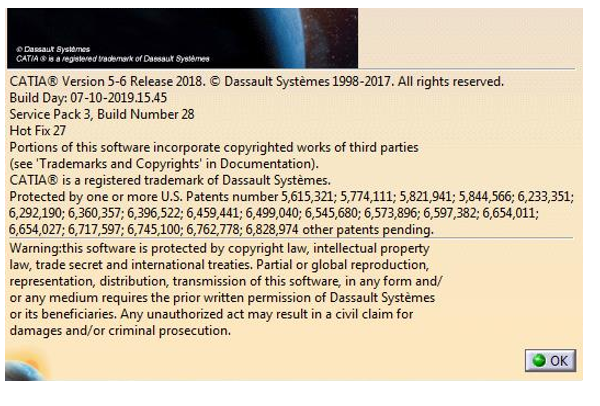 © Dassault Systèmes
CATIA ® is a registered trademark of Dassault Systèmes
CATIA® Version 5-6 Release 2018. © Dassault Systèmes 1998-2017. All rights reserved.
Build Day: 07-10-2019.15.45
Service Pack 3, Build Number 28
Hot Fix 27
Portions of this software incorporate copyrighted works of third parties
(see 'Trademarks and Copyrights' in Documentation).
CATIA® is a registered trademark of Dassault Systèmes.
Protected by one or more U.S. Patents number 5,615,321; 5,774,111; 5,821,941; 5,844,566; 6,233,351;
6,292,190; 6,360,357; 6,396,522; 6,459,441; 6,499,040; 6,545,680; 6,573,896; 6,597,382; 6,654,011;
6,654,027; 6,717,597; 6,745,100; 6,762,778; 6,828,974 other patents pending.
Warning:this software is protected by copyright law, intellectual property
law, trade secret and international treaties. Partial or global reproduction,
representation, distribution, transmission of this software, in any form and/
or any medium requires the prior written permission of Dassault Systèmes
or its beneficiaries. Any unauthorized act may result in a civil claim for
damages and/or criminal prosecution.
OK